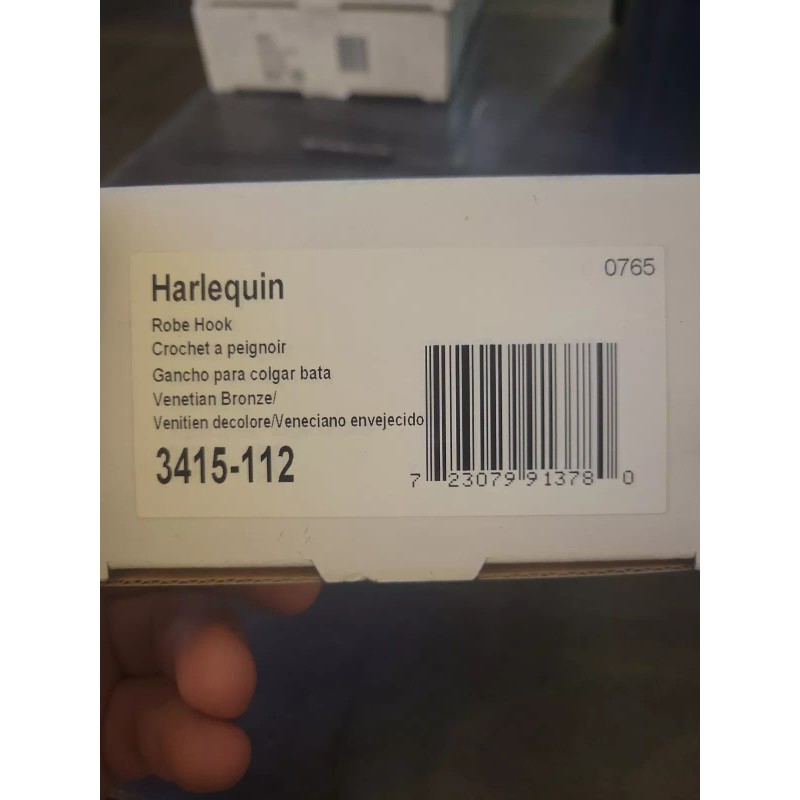 0765
Harlequin
Robe Hook
Crochet a peignoir
Gancho para colgar bata
Venetian Bronze/
Venitien decolore/Veneciano envejecido
3415-112
7 23079 91378 0